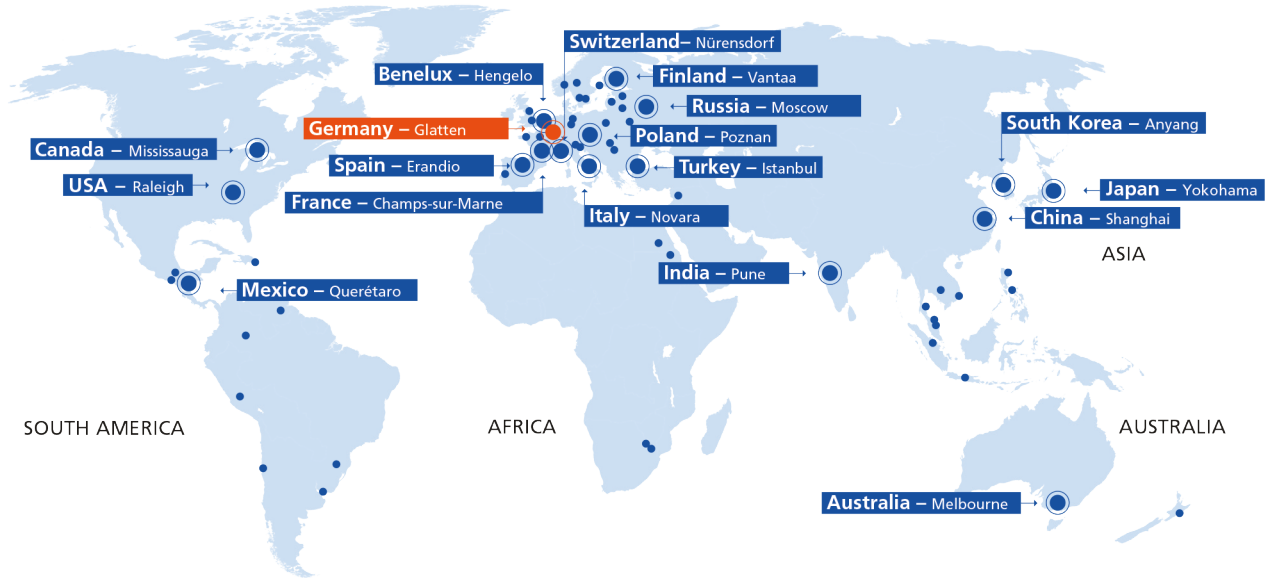 Switzerland– Nürensdorf
Benelux – Hengelo
Finland – Vantaa
Russia – Moscow
Germany – Glatten
Poland – Poznan
South Korea – Anyang
Canada – Mississauga
Spain – Erandio
Turkey – Istanbul
USA – Raleigh
Japan – Yokohama
France – Champs-sur-Marne
Italy – Novara
China – Shanghai
ASIA
India – Pune
Mexico – Querétaro
SOUTH AMERICA
AFRICA
AUSTRALIA
Australia – Melbourne